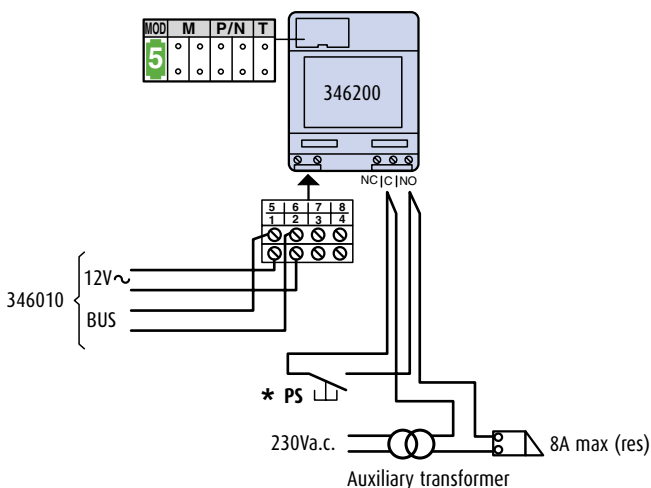 MOD M P/N T
5
346200
NC|C|NO
5 6 7 8
1 2 3 4
12V~
346010
BUS
* PS
230Va.c.
8A max (res)
Auxiliary transformer